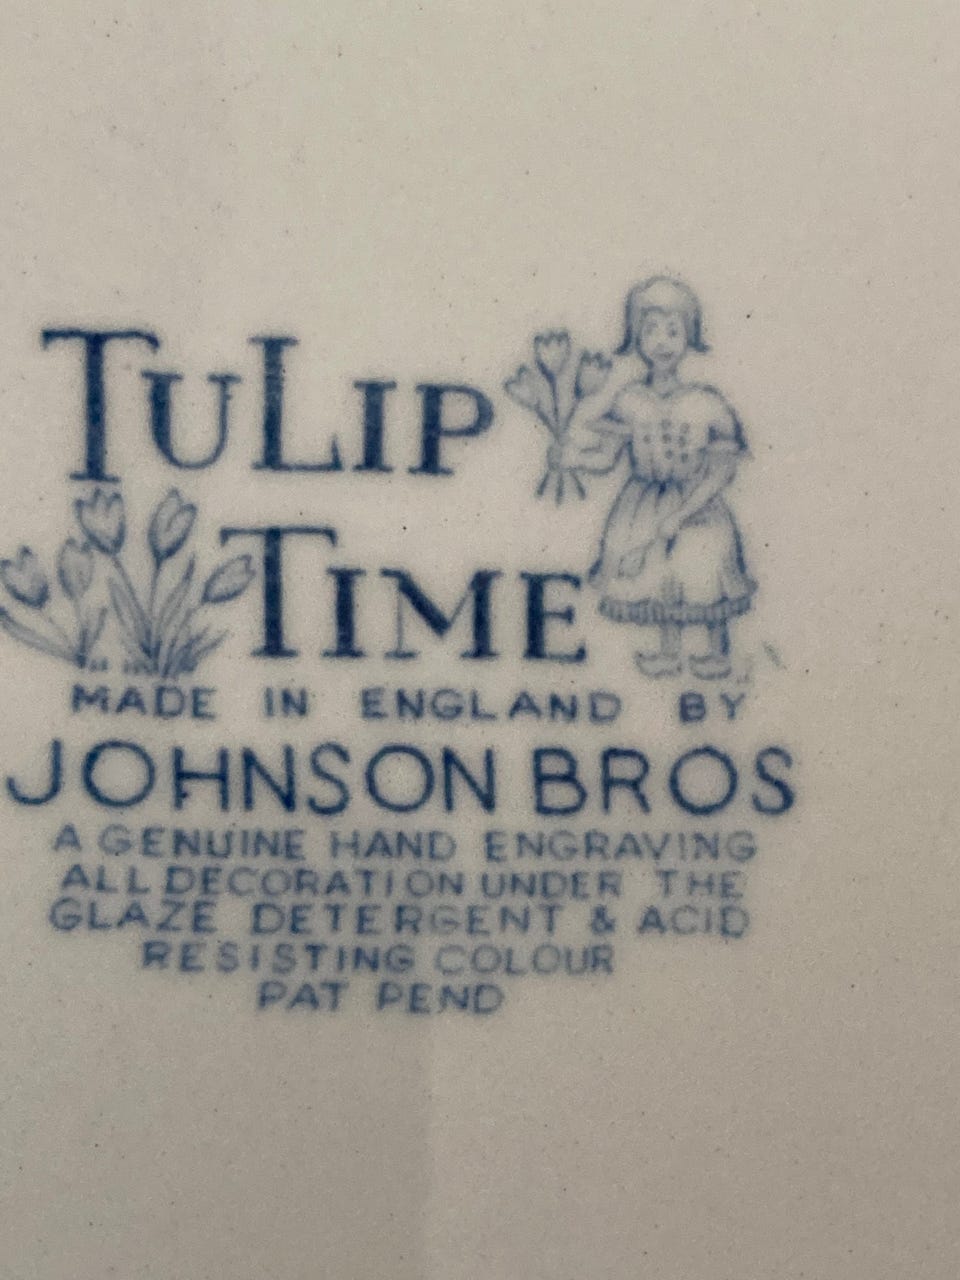 TULIP
TIME
MADE IN ENGLAND BY
JOHNSON BROS
A GENUINE HAND ENGRAVING
ALL DECORATION UNDER THE
GLAZE DETERGENT & ACID
RESISTING COLOUR
PAT PEND